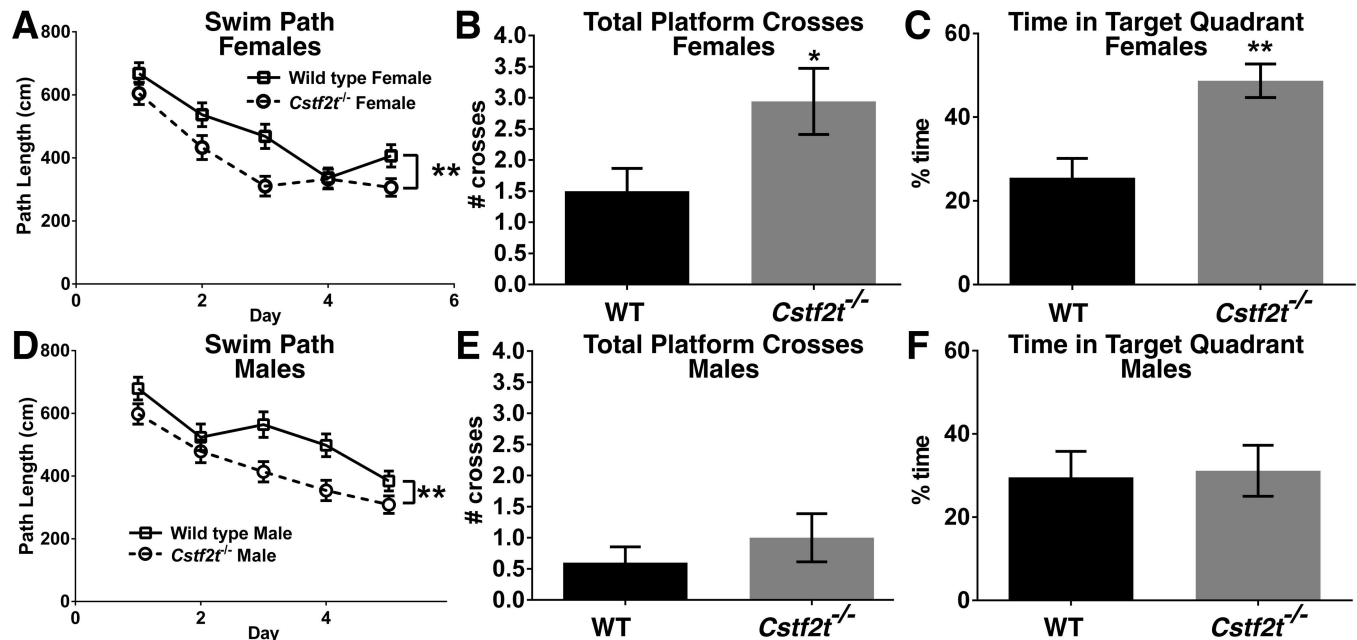 A
Swim Path
Females
800
600
400
200
0
Path Length (cm)
Wild type Female
Cstf2t-/- Female
**
0 2 4 6
Day
B
Total Platform Crosses
Females
4.0
3.5
3.0
2.5
2.0
1.5
1.0
0.5
0.0
# crosses
*
WT Cstf2t-/-
C
Time in Target Quadrant
Females
60
40
20
0
% time
**
WT Cstf2t-/-
D
Swim Path
Males
800
600
400
200
0
Path Length (cm)
**
Wild type Male
Cstf2t-/- Male
0 2 4
Day
E
Total Platform Crosses
Males
4.0
3.5
3.0
2.5
2.0
1.5
1.0
0.5
0.0
# crosses
WT Cstf2t-/-
F
Time in Target Quadrant
Males
60
40
20
0
% time
WT Cstf2t-/-